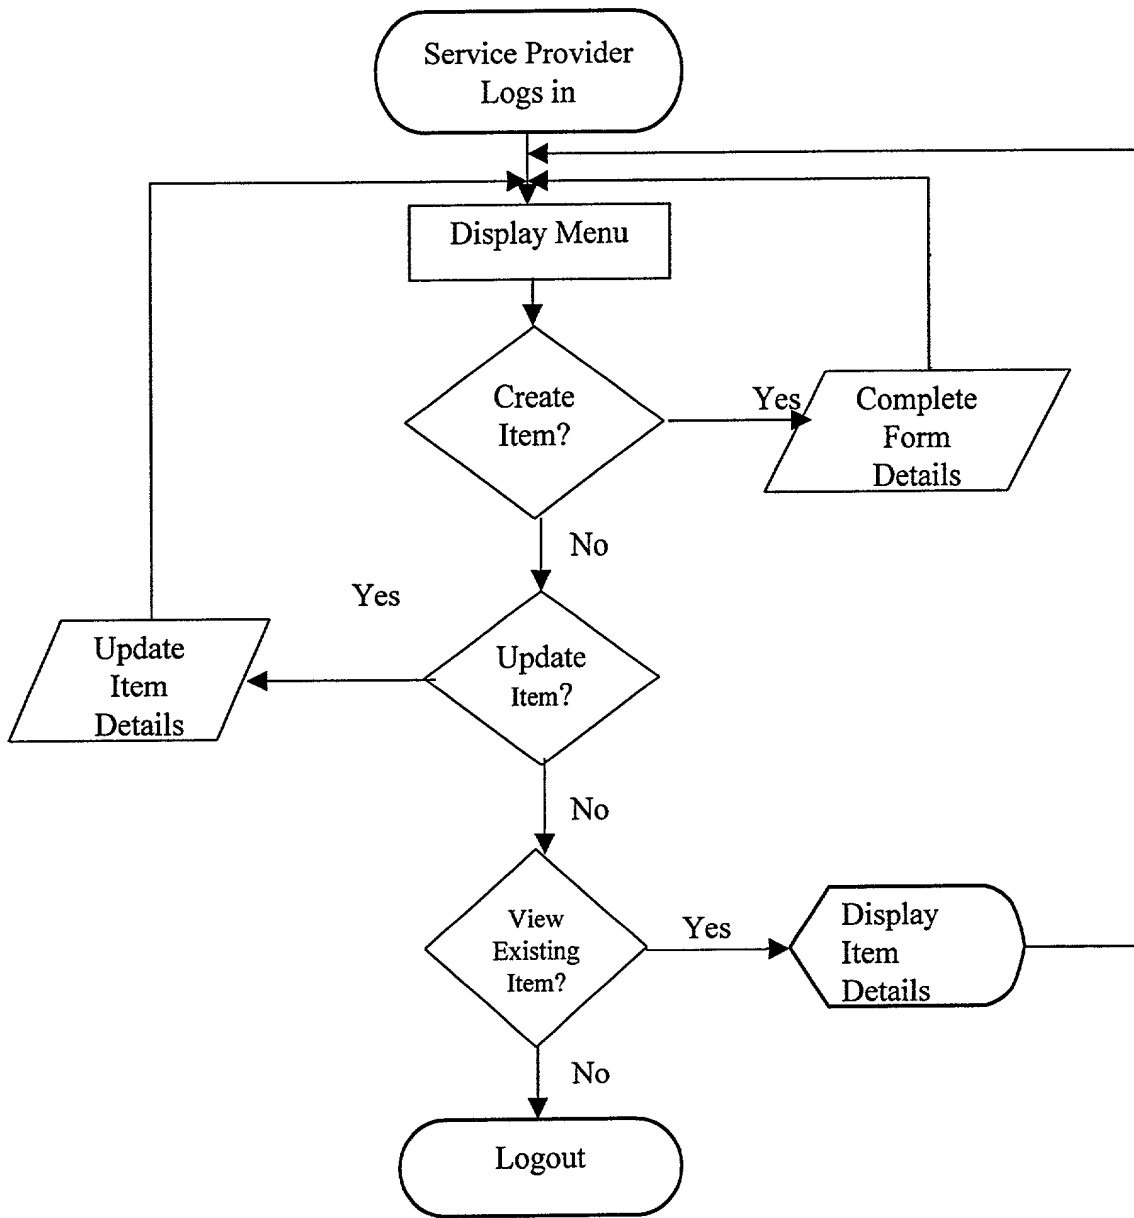 Service Provider
Logs in
Display Menu
Create
Item?
Yes
Complete
Form
Details
No
Yes
Update
Item
Details
Update
Item?
No
View
Existing
Item?
Yes
Display
Item
Details
No
Logout